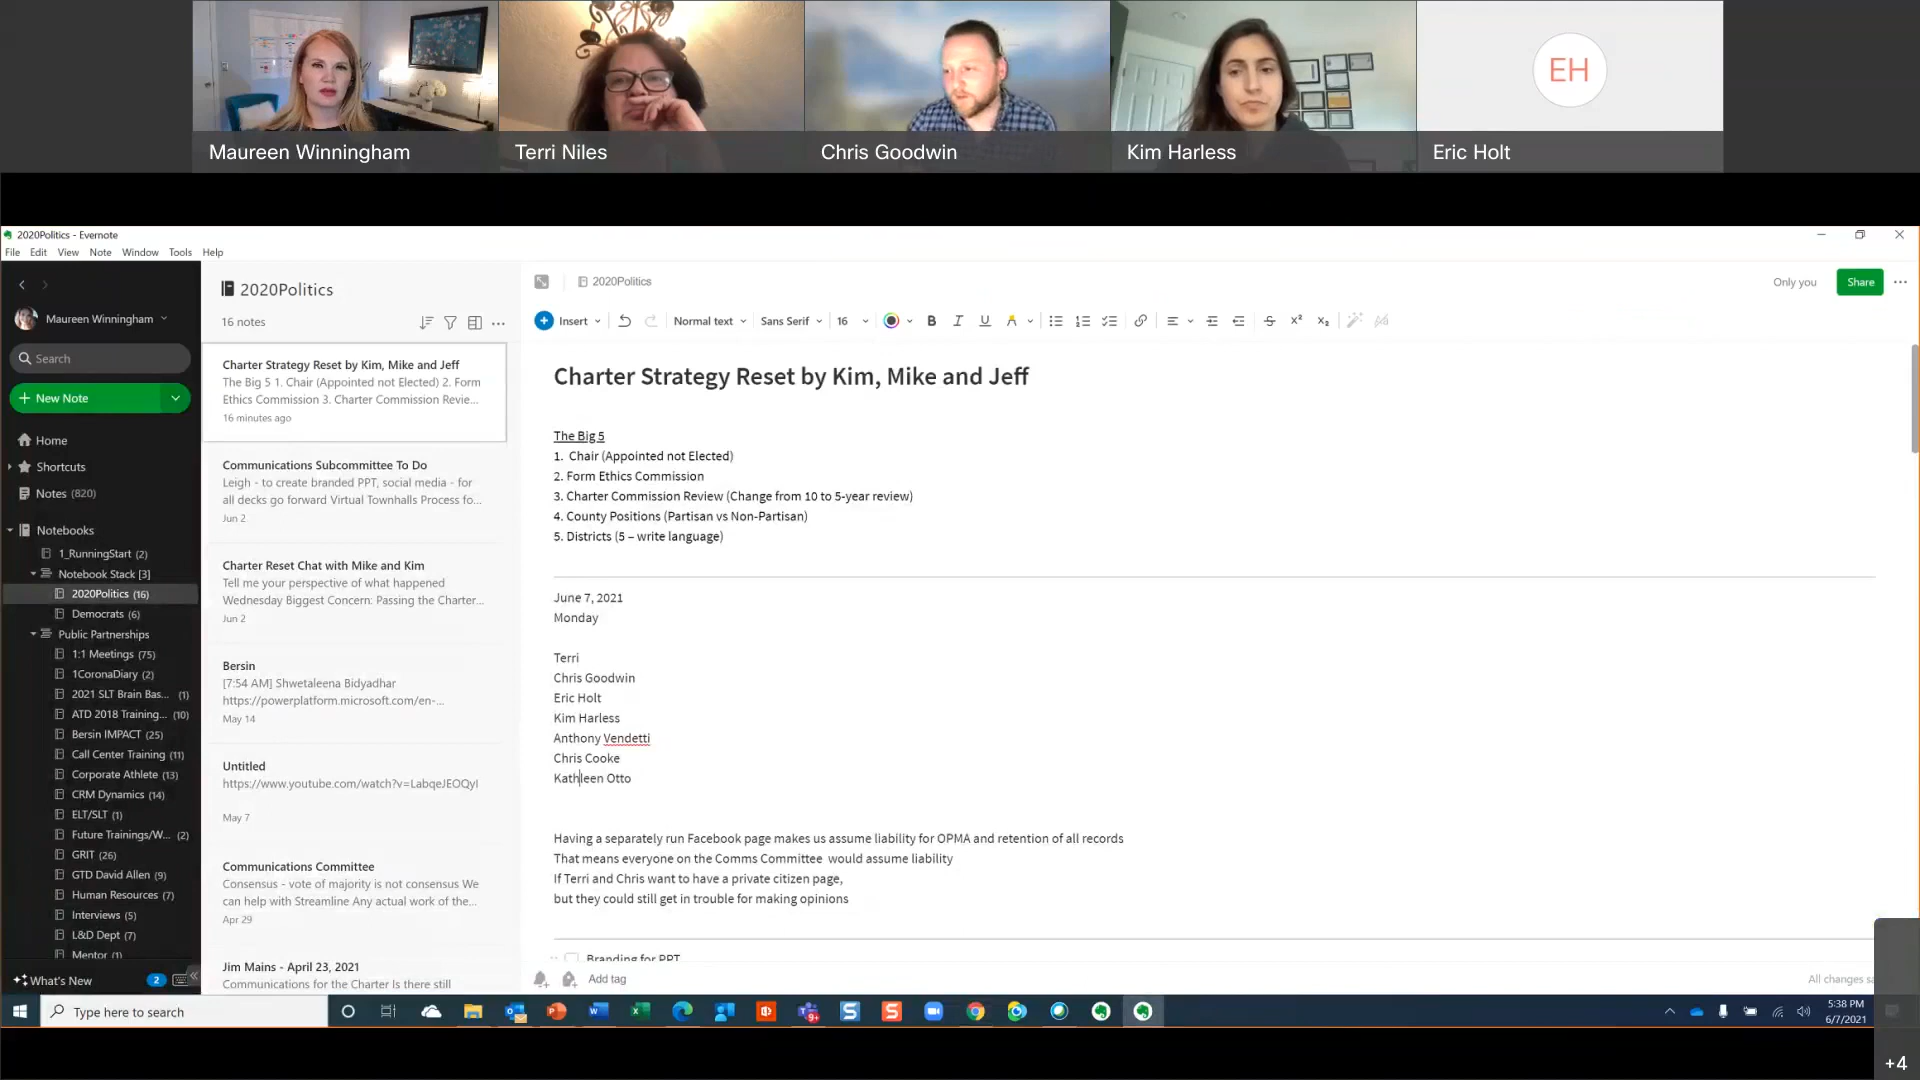 EH
Maureen Winningham
Terri Niles
Chris Goodwin
Kim Harless
Eric Holt
2020Politics - Evernote
File Edit View Note Window Tools Help
Maureen Winningham
Search
New Note
Home
Shortcuts
Notes (820)
Notebooks
1_RunningStart (2)
Notebook Stack [3]
2020Politics (16)
Democrats (6)
Public Partnerships
1:1 Meetings (75)
1CoronaDiary (2)
2021 SLT Brain Bas... (1)
ATD 2018 Training... (10)
Bersin IMPACT (25)
Call Center Training (11)
Corporate Athlete (13)
CRM Dynamics (14)
ELT/SLT (1)
Future Trainings/W... (2)
GRIT (26)
GTD David Allen (9)
Human Resources (7)
Interviews (5)
L&D Dept (7)
Mentor (1)
What's New 2
2020Politics
16 notes
Charter Strategy Reset by Kim, Mike and Jeff
The Big 5 1. Chair (Appointed not Elected) 2. Form
Ethics Commission 3. Charter Commission Revie...
16 minutes ago
Communications Subcommittee To Do
Leigh - to create branded PPT, social media - for
all decks go forward Virtual Townhalls Process fo...
Jun 2
Charter Reset Chat with Mike and Kim
Tell me your perspective of what happened
Wednesday Biggest Concern: Passing the Charter...
Jun 2
Bersin
[7:54 AM] Shwetaleena Bidyadhar
https://powerplatform.microsoft.com/en-...
May 14
Untitled
https://www.youtube.com/watch?v=LabqeJEOQyI
May 7
Communications Committee
Consensus - vote of majority is not consensus We
can help with Streamline Any actual work of the...
Apr 29
Jim Mains - April 23, 2021
Communications for the Charter Is there still
2020Politics
Only you Share
Insert Normal text Sans Serif 16
Charter Strategy Reset by Kim, Mike and Jeff
The Big 5
1. Chair (Appointed not Elected)
2. Form Ethics Commission
3. Charter Commission Review (Change from 10 to 5-year review)
4. County Positions (Partisan vs Non-Partisan)
5. Districts (5 – write language)
June 7, 2021
Monday
Terri
Chris Goodwin
Eric Holt
Kim Harless
Anthony Vendetti
Chris Cooke
Kathleen Otto
Having a separately run Facebook page makes us assume liability for OPMA and retention of all records
That means everyone on the Comms Committee would assume liability
If Terri and Chris want to have a private citizen page,
but they could still get in trouble for making opinions
Branding for PPT
Add tag
All changes sa
Type here to search
5:38 PM
6/7/2021
+4